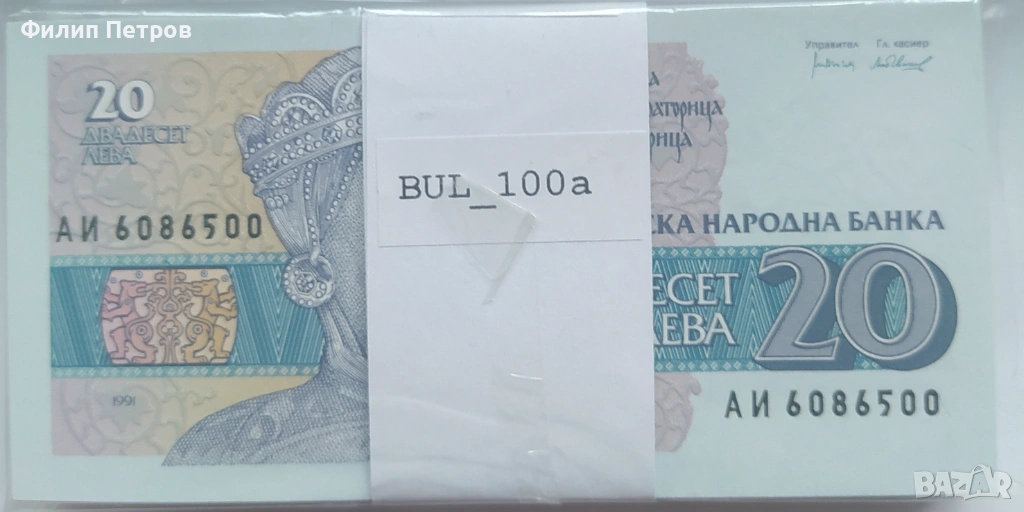 Филип Петров
20
ДВАДЕСЕТ
ЛЕВА
АИ 6086500
1991
BUL_100a
Управител Гл. касиер
СКА НАРОДНА БАНКА
ЕСЕТ
ЕВА
20
АИ 6086500
BAZAR